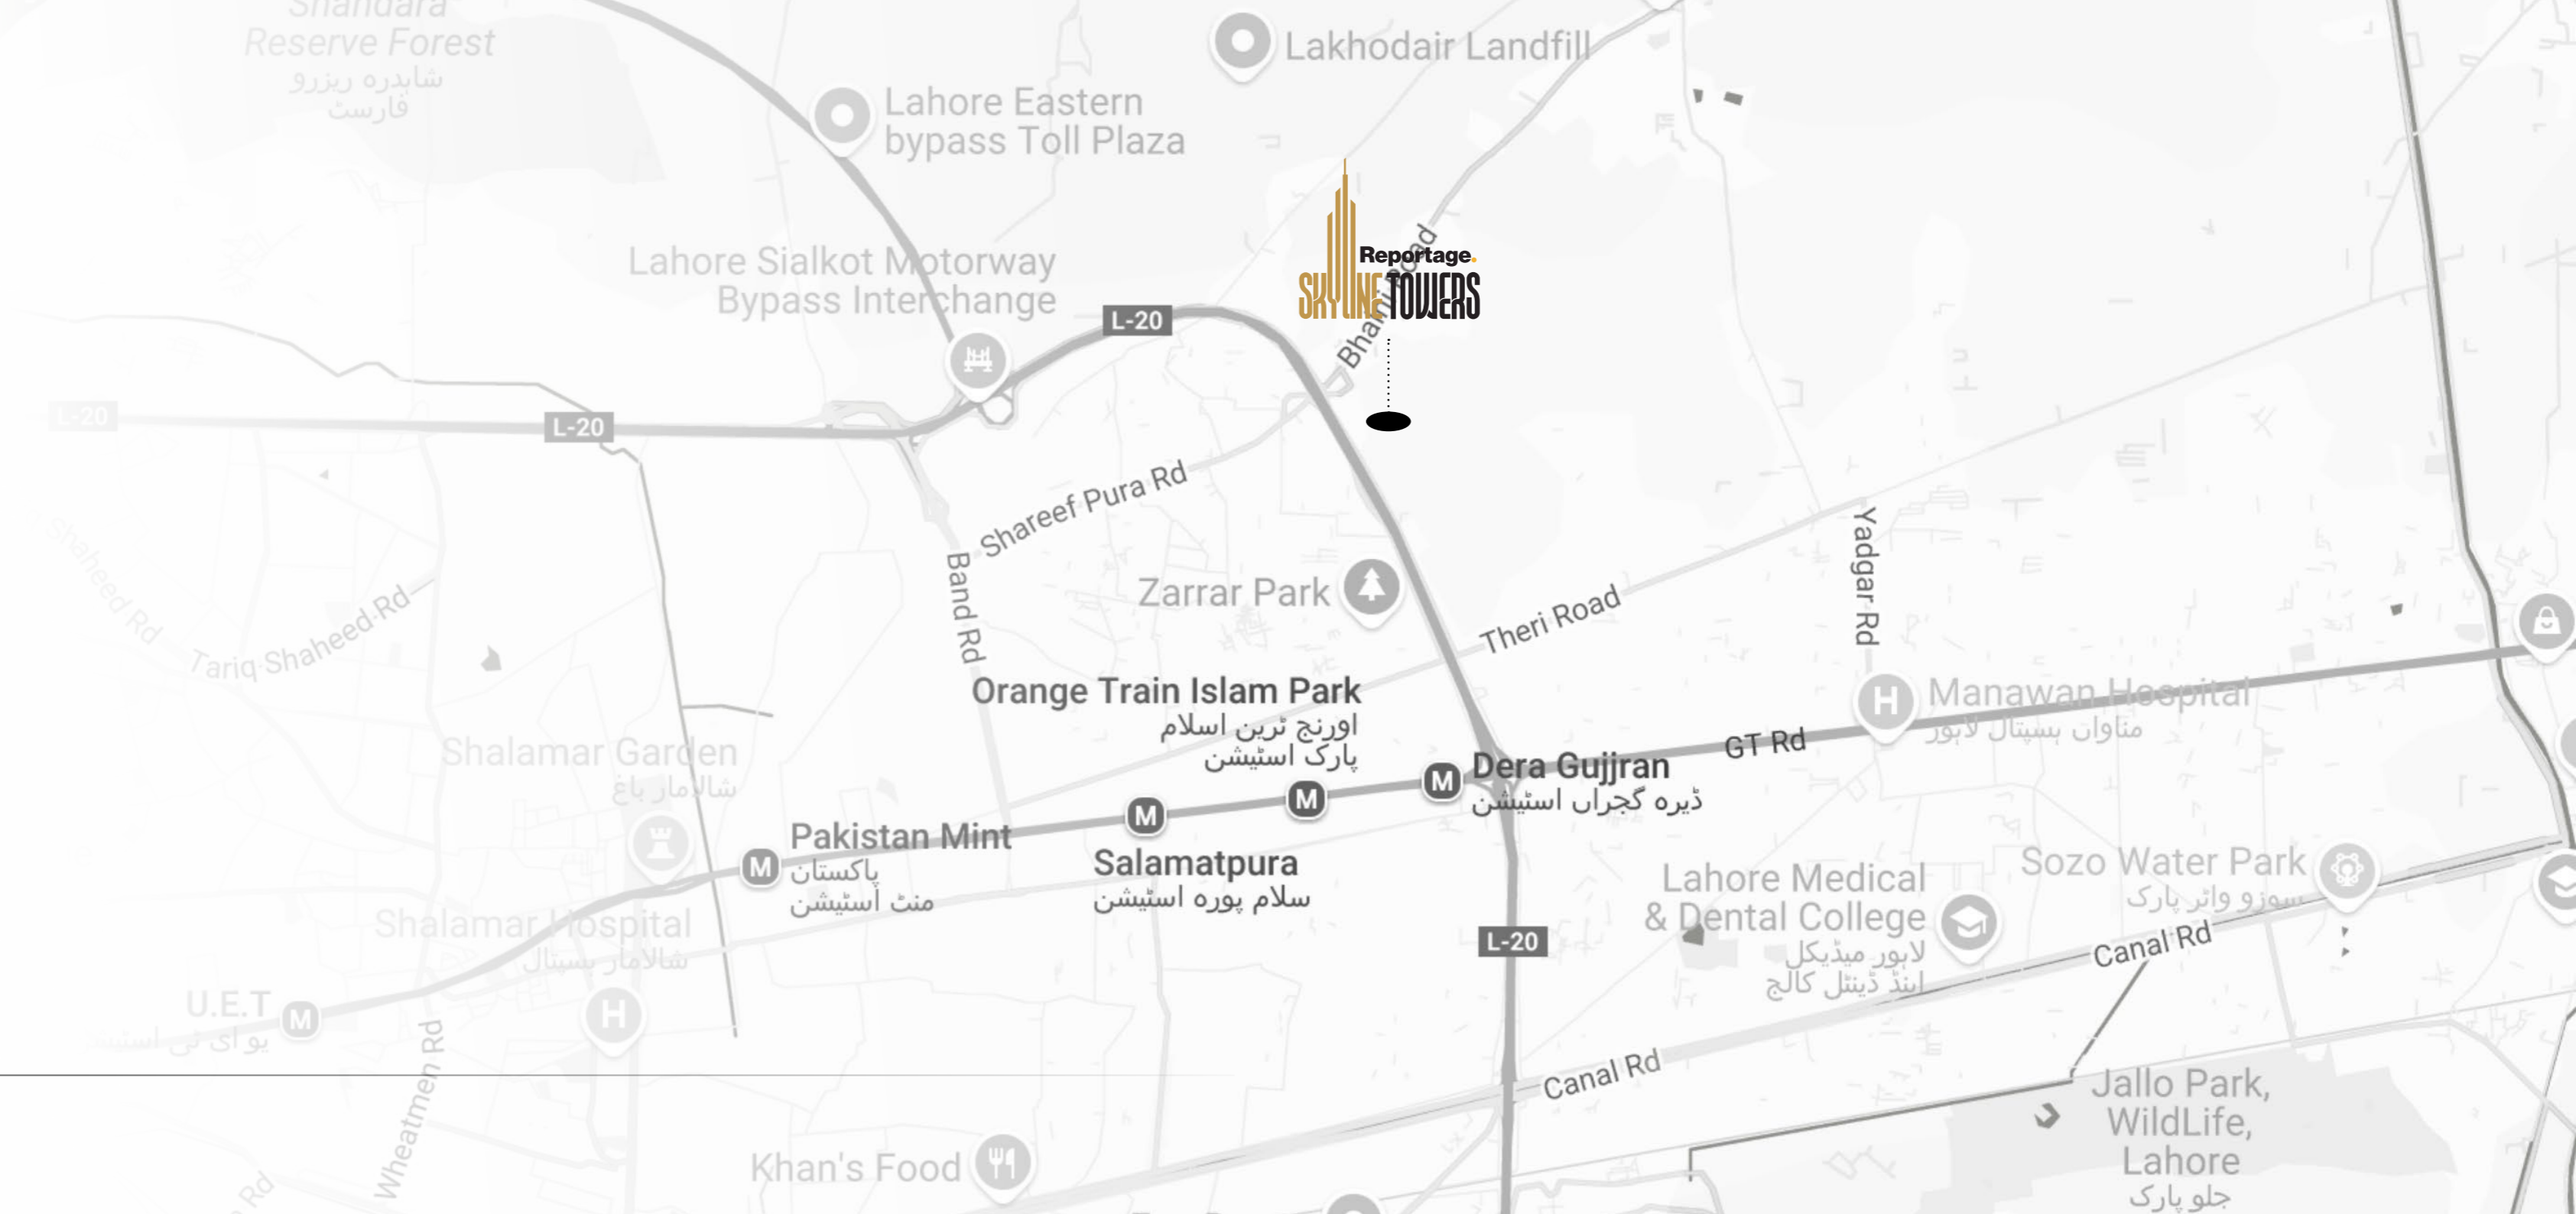 Shahdara
Reserve Forest
شاہدرہ ریزرو
فارسٹ
Lakhodair Landfill
Lahore Eastern
bypass Toll Plaza
Lahore Sialkot Motorway
Bypass Interchange
Reportage.
SKYLINE TOWERS
Bhaini Road
L-20
L-20
L-20
Shareef Pura Rd
Band Rd
Shaheed Rd
Tariq Shaheed Rd
Zarrar Park
Theri Road
Yadgar Rd
Orange Train Islam Park
اورنج ٹرین اسلام
پارک اسٹیشن
Manawan Hospital
مناواں ہسپتال لاہور
H
GT Rd
M
Dera Gujjran
ڈیرہ گجراں اسٹیشن
M
M
Salamatpura
سلام پورہ اسٹیشن
Shalamar Garden
شالامار باغ
M
Pakistan Mint
پاکستان
منٹ اسٹیشن
Shalamar Hospital
شالامار ہسپتال
H
U.E.T
M
یو ای ٹی
Wheatmen Rd
Rd
L-20
Lahore Medical
& Dental College
لاہور میڈیکل
اینڈ ڈینٹل کالج
Sozo Water Park
سوزو واٹر پارک
Canal Rd
Canal Rd
Khan's Food
Jallo Park,
WildLife,
Lahore
جلو پارک